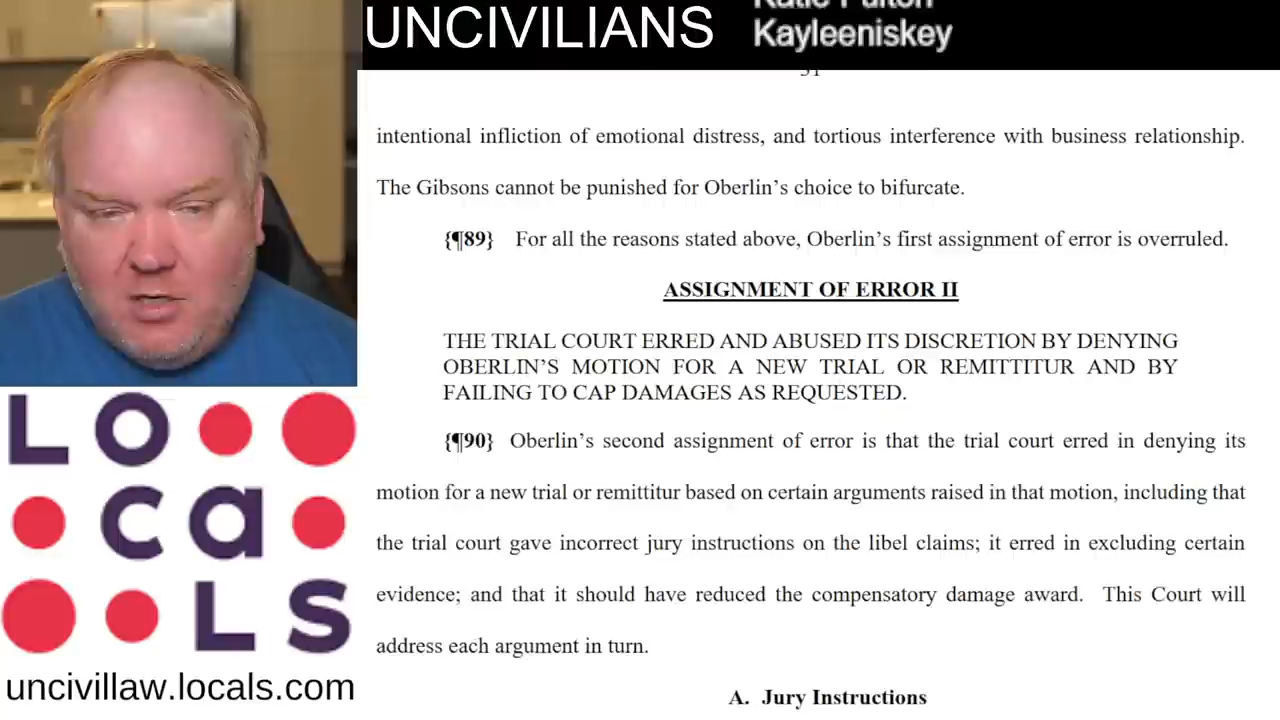 UNCIVILIANS
Katie Fulton
Kayleeniskey
31
intentional infliction of emotional distress, and tortious interference with business relationship.
The Gibsons cannot be punished for Oberlin's choice to bifurcate.
{¶89} For all the reasons stated above, Oberlin's first assignment of error is overruled.
ASSIGNMENT OF ERROR II
THE TRIAL COURT ERRED AND ABUSED ITS DISCRETION BY DENYING
OBERLIN'S MOTION FOR A NEW TRIAL OR REMITTITUR AND BY
FAILING TO CAP DAMAGES AS REQUESTED.
{¶90} Oberlin's second assignment of error is that the trial court erred in denying its
motion for a new trial or remittitur based on certain arguments raised in that motion, including that
the trial court gave incorrect jury instructions on the libel claims; it erred in excluding certain
evidence; and that it should have reduced the compensatory damage award. This Court will
address each argument in turn.
A. Jury Instructions
LO
ca
LS
uncivillaw.locals.com